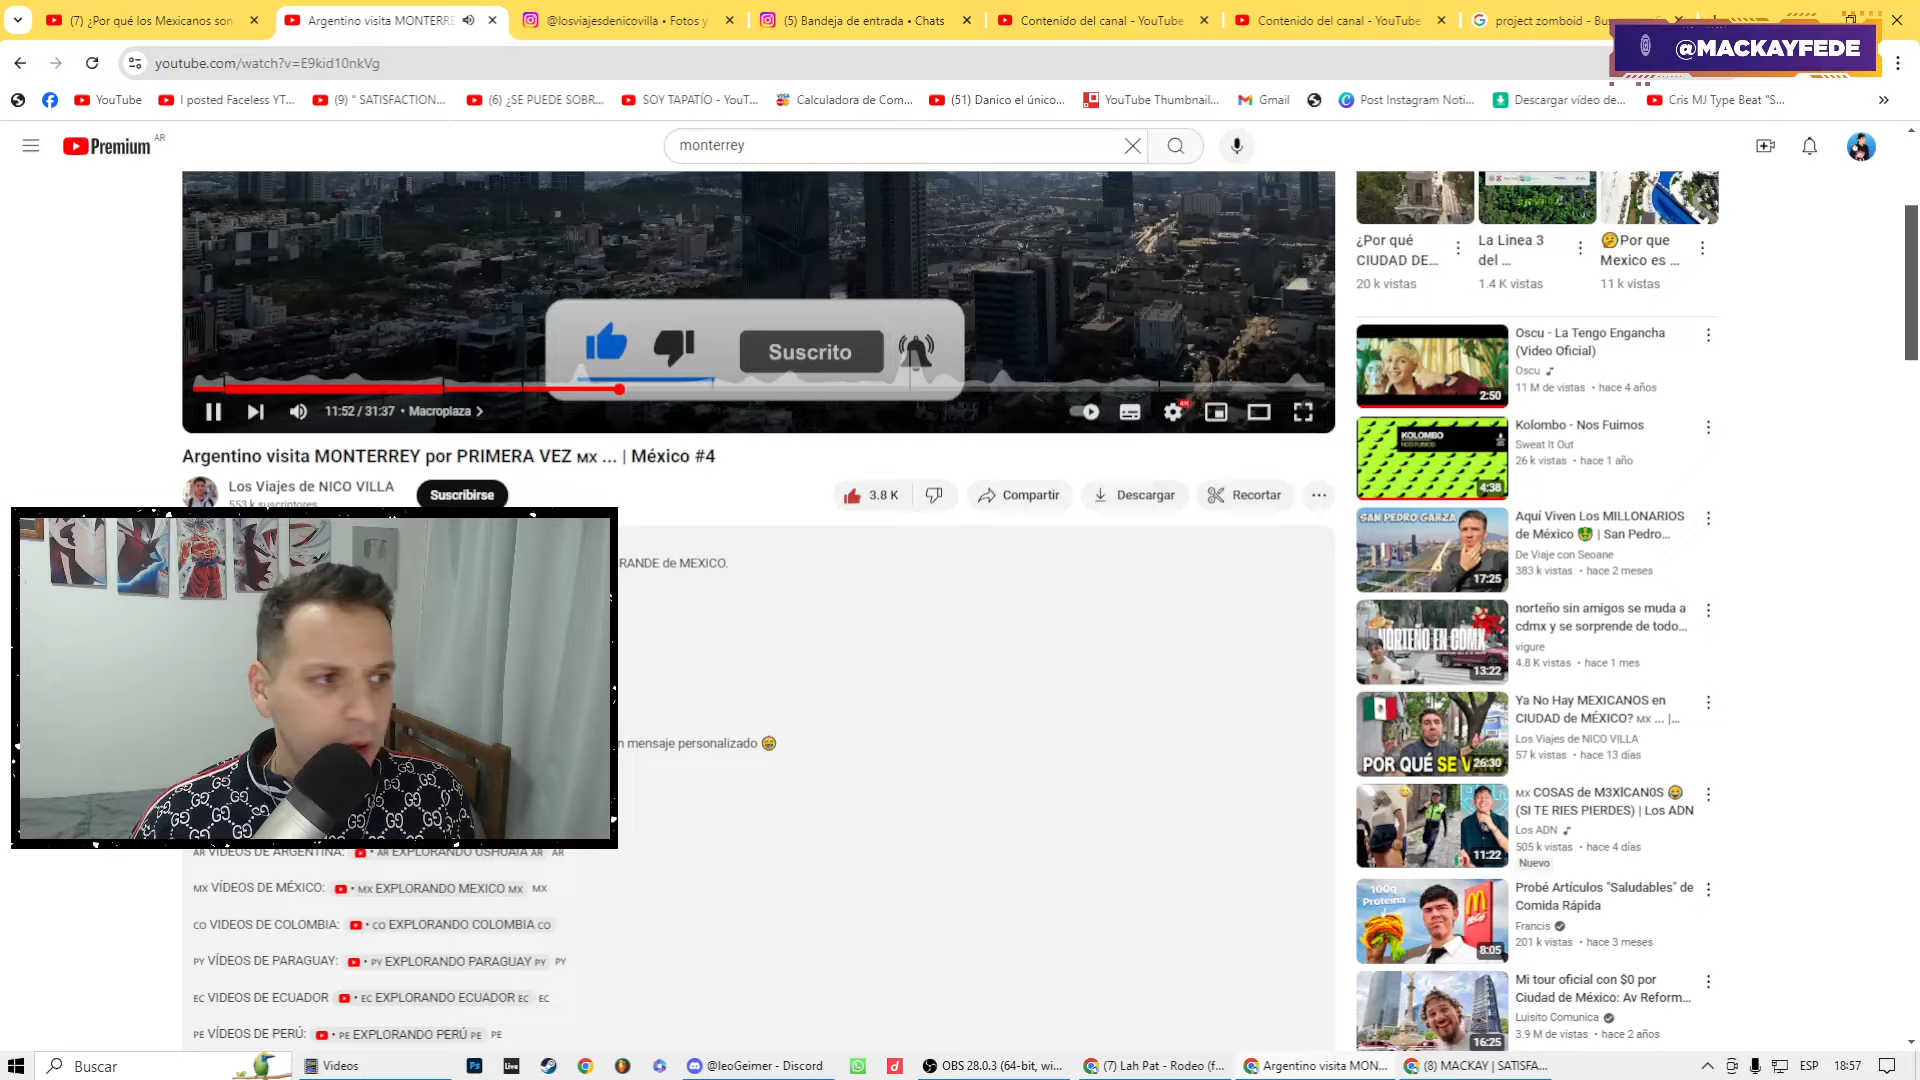 (7) ¿Por qué los Mexicanos son
Argentino visita MONTERRE
@losviajesdenicovilla • Fotos y
(5) Bandeja de entrada • Chats
Contenido del canal - YouTube
Contenido del canal - YouTube
project zomboid - Bus
@MACKAYFEDE
youtube.com/watch?v=E9kid10nkVg
YouTube
I posted Faceless YT...
(9) " SATISFACTION...
(6) ¿SE PUEDE SOBR...
SOY TAPATÍO - YouT...
Calculadora de Com...
(51) Danico el único...
YouTube Thumbnail...
Gmail
Post Instagram Noti...
Descargar vídeo de...
Cris MJ Type Beat "S...
Premium AR
monterrey
¿Por qué
CIUDAD DE...
20 k vistas
La Linea 3
del ...
1.4 K vistas
🤔Por que
Mexico es ...
11 k vistas
Suscrito
11:52 / 31:37 • Macroplaza >
Argentino visita MONTERREY por PRIMERA VEZ MX ... | México #4
Los Viajes de NICO VILLA
553 k suscriptores
Suscribirse
3.8 K
Compartir
Descargar
Recortar
RANDE de MEXICO.
n mensaje personalizado 😁
AR VIDEOS DE ARGENTINA: • AR EXPLORANDO USHUAIA AR AR
MX VÍDEOS DE MÉXICO: • MX EXPLORANDO MEXICO MX MX
CO VIDEOS DE COLOMBIA: • CO EXPLORANDO COLOMBIA CO
PY VÍDEOS DE PARAGUAY: • PY EXPLORANDO PARAGUAY PY PY
EC VIDEOS DE ECUADOR • EC EXPLORANDO ECUADOR EC EC
PE VÍDEOS DE PERÚ: • PE EXPLORANDO PERÚ PE PE
2:50
Oscu - La Tengo Engancha
(Video Oficial)
Oscu
11 M de vistas • hace 4 años
KOLOMBO
4:38
Kolombo - Nos Fuimos
Sweat It Out
26 k vistas • hace 1 año
SAN PEDRO GARZA
17:25
Aquí Viven Los MILLONARIOS
de México 🤑 | San Pedro...
De Viaje con Seoane
383 k vistas • hace 2 meses
NORTEÑO EN CDMX
13:22
norteño sin amigos se muda a
cdmx y se sorprende de todo...
vigure
4.8 K vistas • hace 1 mes
POR QUÉ SE V
26:30
Ya No Hay MEXICANOS en
CIUDAD de MÉXICO? MX ... |...
Los Viajes de NICO VILLA
57 k vistas • hace 13 días
11:22
MX COSAS de M3XICAN0S 😂
(SI TE RIES PIERDES) | Los ADN
Los ADN
505 k vistas • hace 4 días
Nuevo
100g
Proteína
8:05
Probé Artículos "Saludables" de
Comida Rápida
Francis
201 k vistas • hace 3 meses
16:25
Mi tour oficial con $0 por
Ciudad de México: Av Reform...
Luisito Comunica
3.9 M de vistas • hace 2 años
Buscar
Videos
@leoGeimer - Discord
OBS 28.0.3 (64-bit, wi...
(7) Lah Pat - Rodeo (f...
Argentino visita MON...
(8) MACKAY | SATISFA...
ESP
18:57